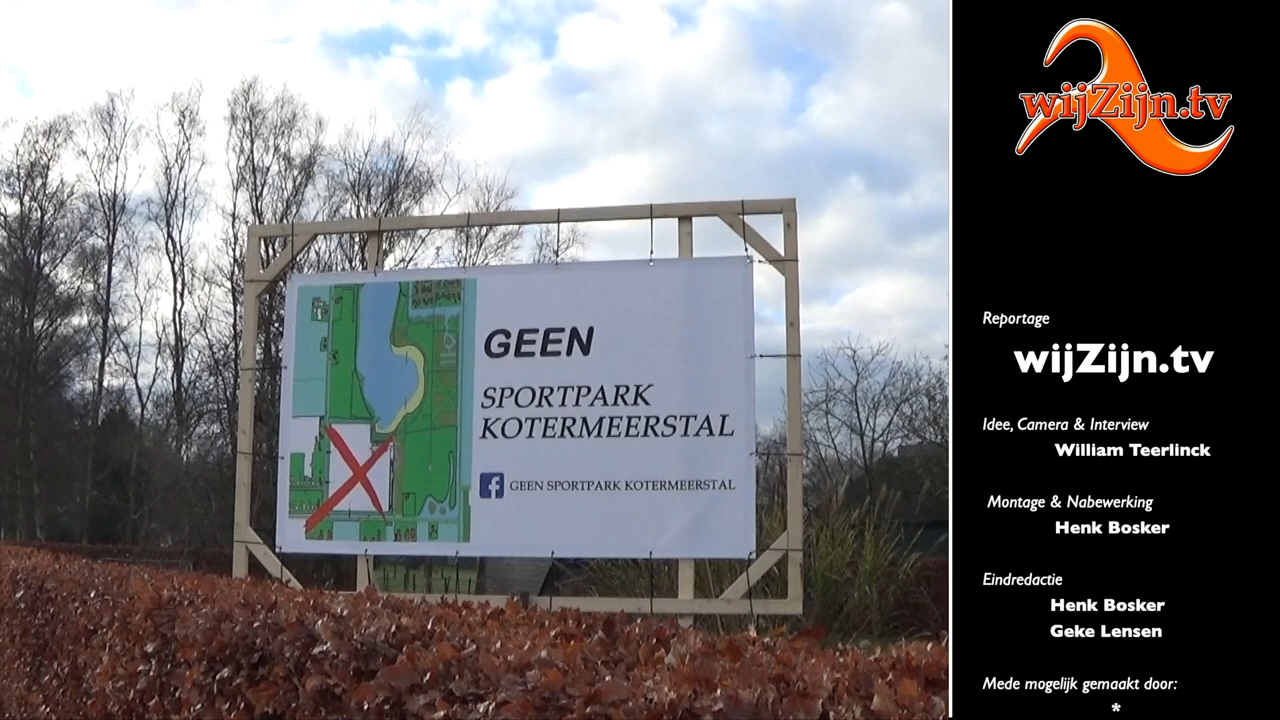 GEEN
SPORTPARK
KOTERMEERSTAL
GEEN SPORTPARK KOTERMEERSTAL
wijZijn.tv
Reportage
wijZijn.tv
Idee, Camera & Interview
William Teerlinck
Montage & Nabewerking
Henk Bosker
Eindredactie
Henk Bosker
Geke Lensen
Mede mogelijk gemaakt door:
*